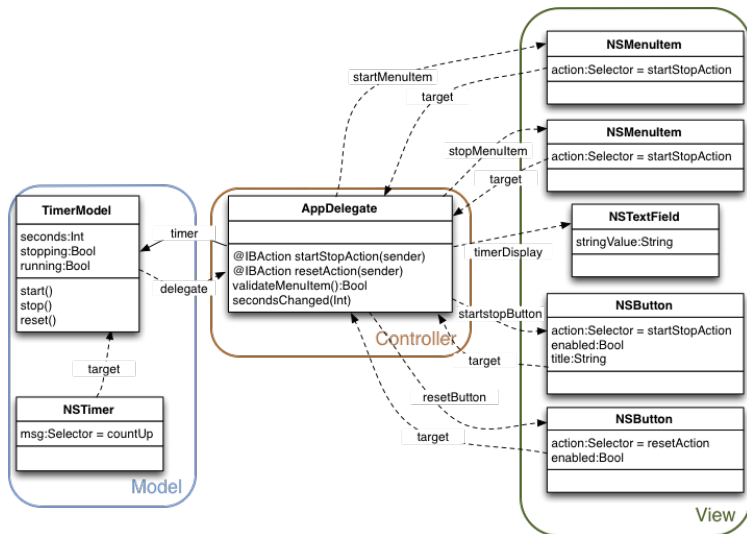 NSMenuItem
action:Selector = startStopAction
startMenuItem
target
NSMenuItem
action:Selector = startStopAction
stopMenuItem
target
TimerModel
seconds:Int
stopping:Bool
running:Bool
start()
stop()
reset()
timer
delegate
AppDelegate
@IBAction startStopAction(sender)
@IBAction resetAction(sender)
validateMenuItem():Bool
secondsChanged(Int)
Controller
NSTextField
stringValue:String
timerDisplay
startstopButton
NSButton
action:Selector = startStopAction
enabled:Bool
title:String
target
target
NSTimer
msg:Selector = countUp
Model
resetButton
target
NSButton
action:Selector = resetAction
enabled:Bool
View